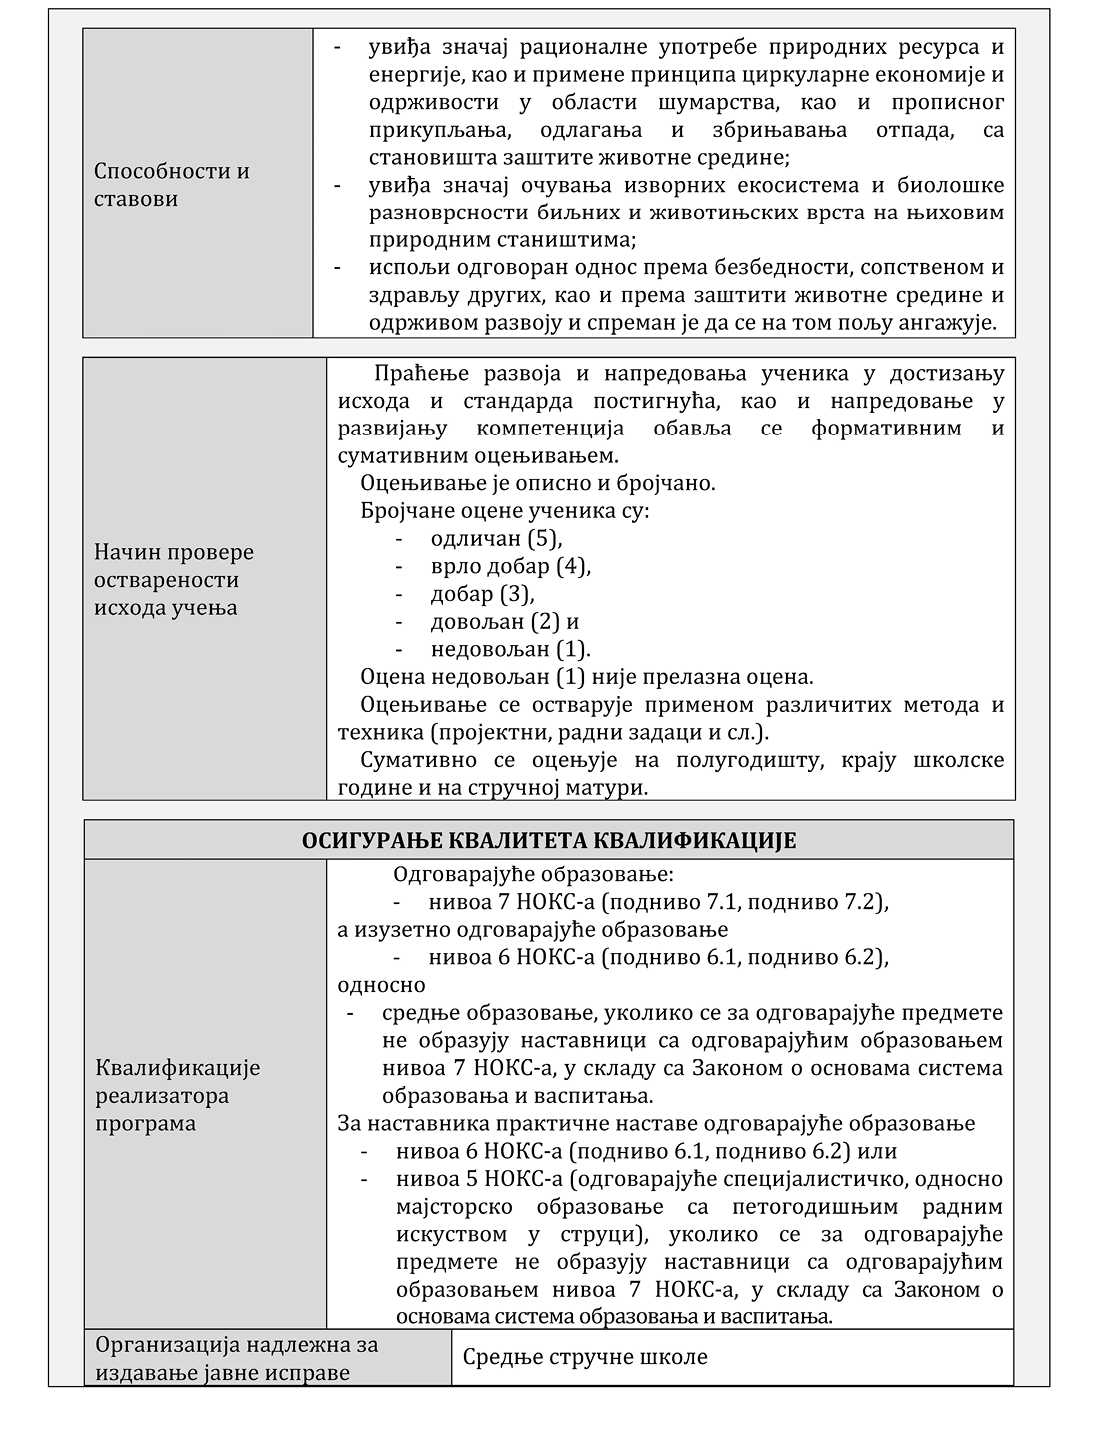 Способности и
ставови
- увиђа значај рационалне употребе природних ресурса и
енергије, као и примене принципа циркуларне економије и
одрживости у области шумарства, као и прописног
прикупљања, одлагања и збрињавања отпада, са
становишта заштите животне средине;
- увиђа значај очувања изворних екосистема и биолошке
разноврсности биљних и животињских врста на њиховим
природним стаништима;
- испољи одговоран однос према безбедности, сопственом и
здрављу других, као и према заштити животне средине и
одрживом развоју и спреман је да се на том пољу ангажује.
Начин провере
остварености
исхода учења
Праћење развоја и напредовања ученика у достизању
исхода и стандарда постигнућа, као и напредовање у
развијању компетенција обавља се формативним и
сумативним оцењивањем.
Оцењивање је описно и бројчано.
Бројчане оцене ученика су:
- одличан (5),
- врло добар (4),
- добар (3),
- довољан (2) и
- недовољан (1).
Оцена недовољан (1) није прелазна оцена.
Оцењивање се остварује применом различитих метода и
техника (пројектни, радни задаци и сл.).
Сумативно се оцењује на полугодишту, крају школске
године и на стручној матури.
ОСИГУРАЊЕ КВАЛИТЕТА КВАЛИФИКАЦИЈЕ
Квалификације
реализатора
програма
Одговарајуће образовање:
- нивоа 7 НОКС-а (подниво 7.1, подниво 7.2),
а изузетно одговарајуће образовање
- нивоа 6 НОКС-а (подниво 6.1, подниво 6.2),
односно
- средње образовање, уколико се за одговарајуће предмете
не образују наставници са одговарајућим образовањем
нивоа 7 НОКС-а, у складу са Законом о основама система
образовања и васпитања.
За наставника практичне наставе одговарајуће образовање
- нивоа 6 НОКС-а (подниво 6.1, подниво 6.2) или
- нивоа 5 НОКС-а (одговарајуће специјалистичко, односно
мајсторско образовање са петогодишњим радним
искуством у струци), уколико се за одговарајуће
предмете не образују наставници са одговарајућим
образовањем нивоа 7 НОКС-а, у складу са Законом о
основама система образовања и васпитања.
Организација надлежна за
издавање јавне исправе
Средње стручне школе